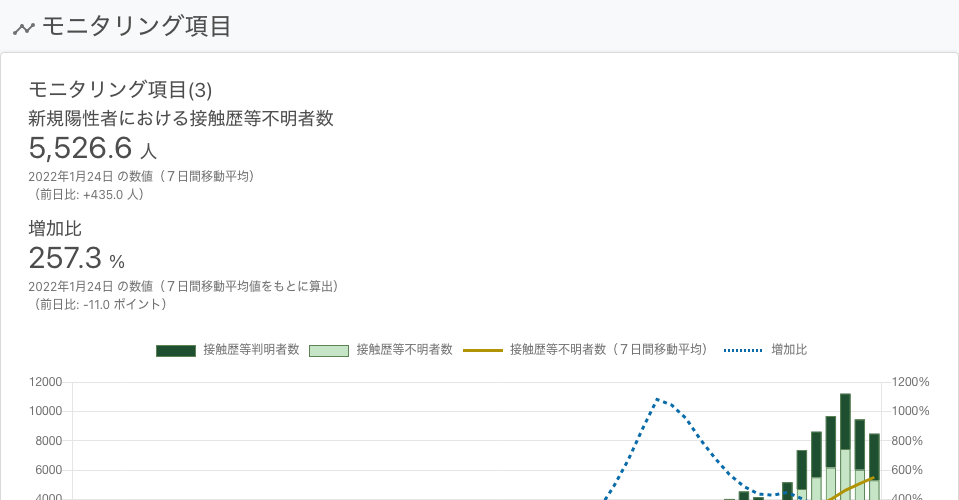 モニタリング項目
モニタリング項目(3)
新規陽性者における接触歴等不明者数
5,526.6 人
2022年1月24日 の数値（７日間移動平均）
（前日比: +435.0 人）
増加比
257.3 %
2022年1月24日 の数値（７日間移動平均値をもとに算出）
（前日比: -11.0 ポイント）
接触歴等判明者数 接触歴等不明者数 接触歴等不明者数（７日間移動平均） 増加比
12000 1200%
10000 1000%
8000 800%
6000 600%
4000 400%